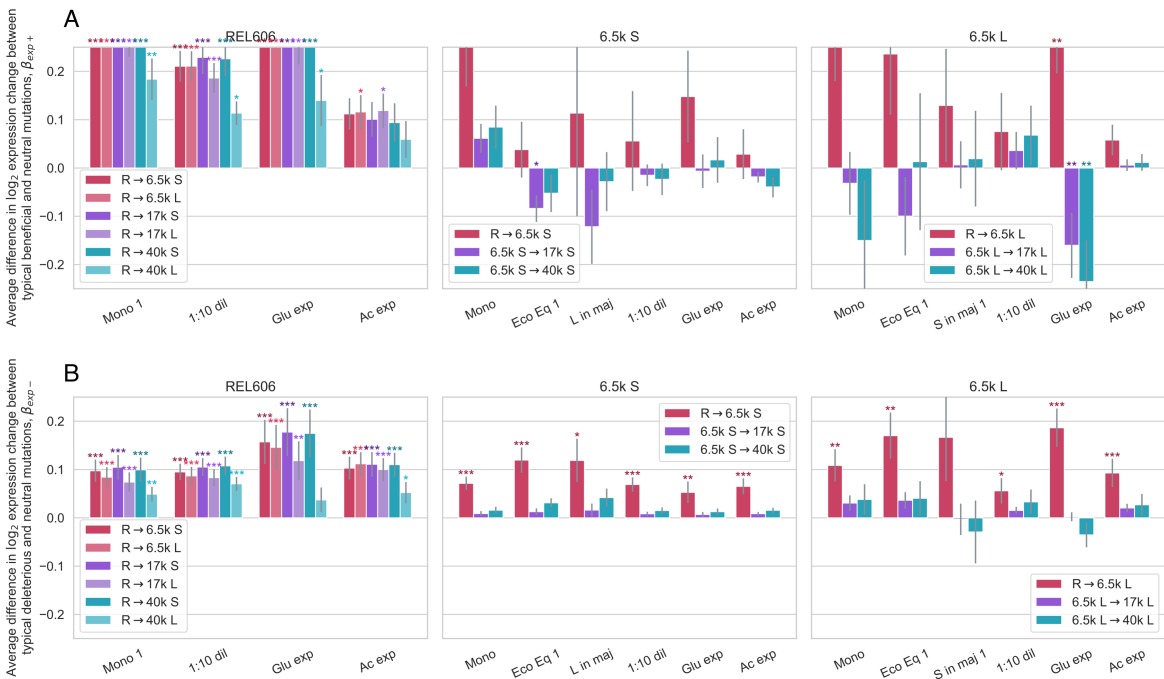 A
REL606
6.5k S
6.5k L
Average difference in log₂ expression change between
typical beneficial and neutral mutations, βexp+
0.2
0.1
0.0
−0.1
−0.2
*** *** *** *** *** **
*** *** *** *** *** *
*** *** *** *** *** *
* *
*
**
** **
R→6.5k S
R→6.5k L
R→17k S
R→17k L
R→40k S
R→40k L
R→6.5k S
6.5k S→17k S
6.5k S→40k S
R→6.5k L
6.5k L→17k L
6.5k L→40k L
Mono 1
1:10 dil
Glu exp
Ac exp
Mono
Eco Eq 1
L in maj
1:10 dil
Glu exp
Ac exp
Mono
Eco Eq 1
S in maj 1
1:10 dil
Glu exp
Ac exp
B
REL606
6.5k S
6.5k L
Average difference in log₂ expression change between
typical deleterious and neutral mutations, βexp−
0.2
0.1
0.0
−0.1
−0.2
*** *** *** *** *** **
*** *** *** *** *** ***
*** *** *** ** ***
*** *** *** *** *** *
*** *** * *** ** ***
** ** * *** ***
R→6.5k S
R→6.5k L
R→17k S
R→17k L
R→40k S
R→40k L
R→6.5k S
6.5k S→17k S
6.5k S→40k S
R→6.5k L
6.5k L→17k L
6.5k L→40k L
Mono 1
1:10 dil
Glu exp
Ac exp
Mono
Eco Eq 1
L in maj
1:10 dil
Glu exp
Ac exp
Mono
Eco Eq 1
S in maj 1
1:10 dil
Glu exp
Ac exp